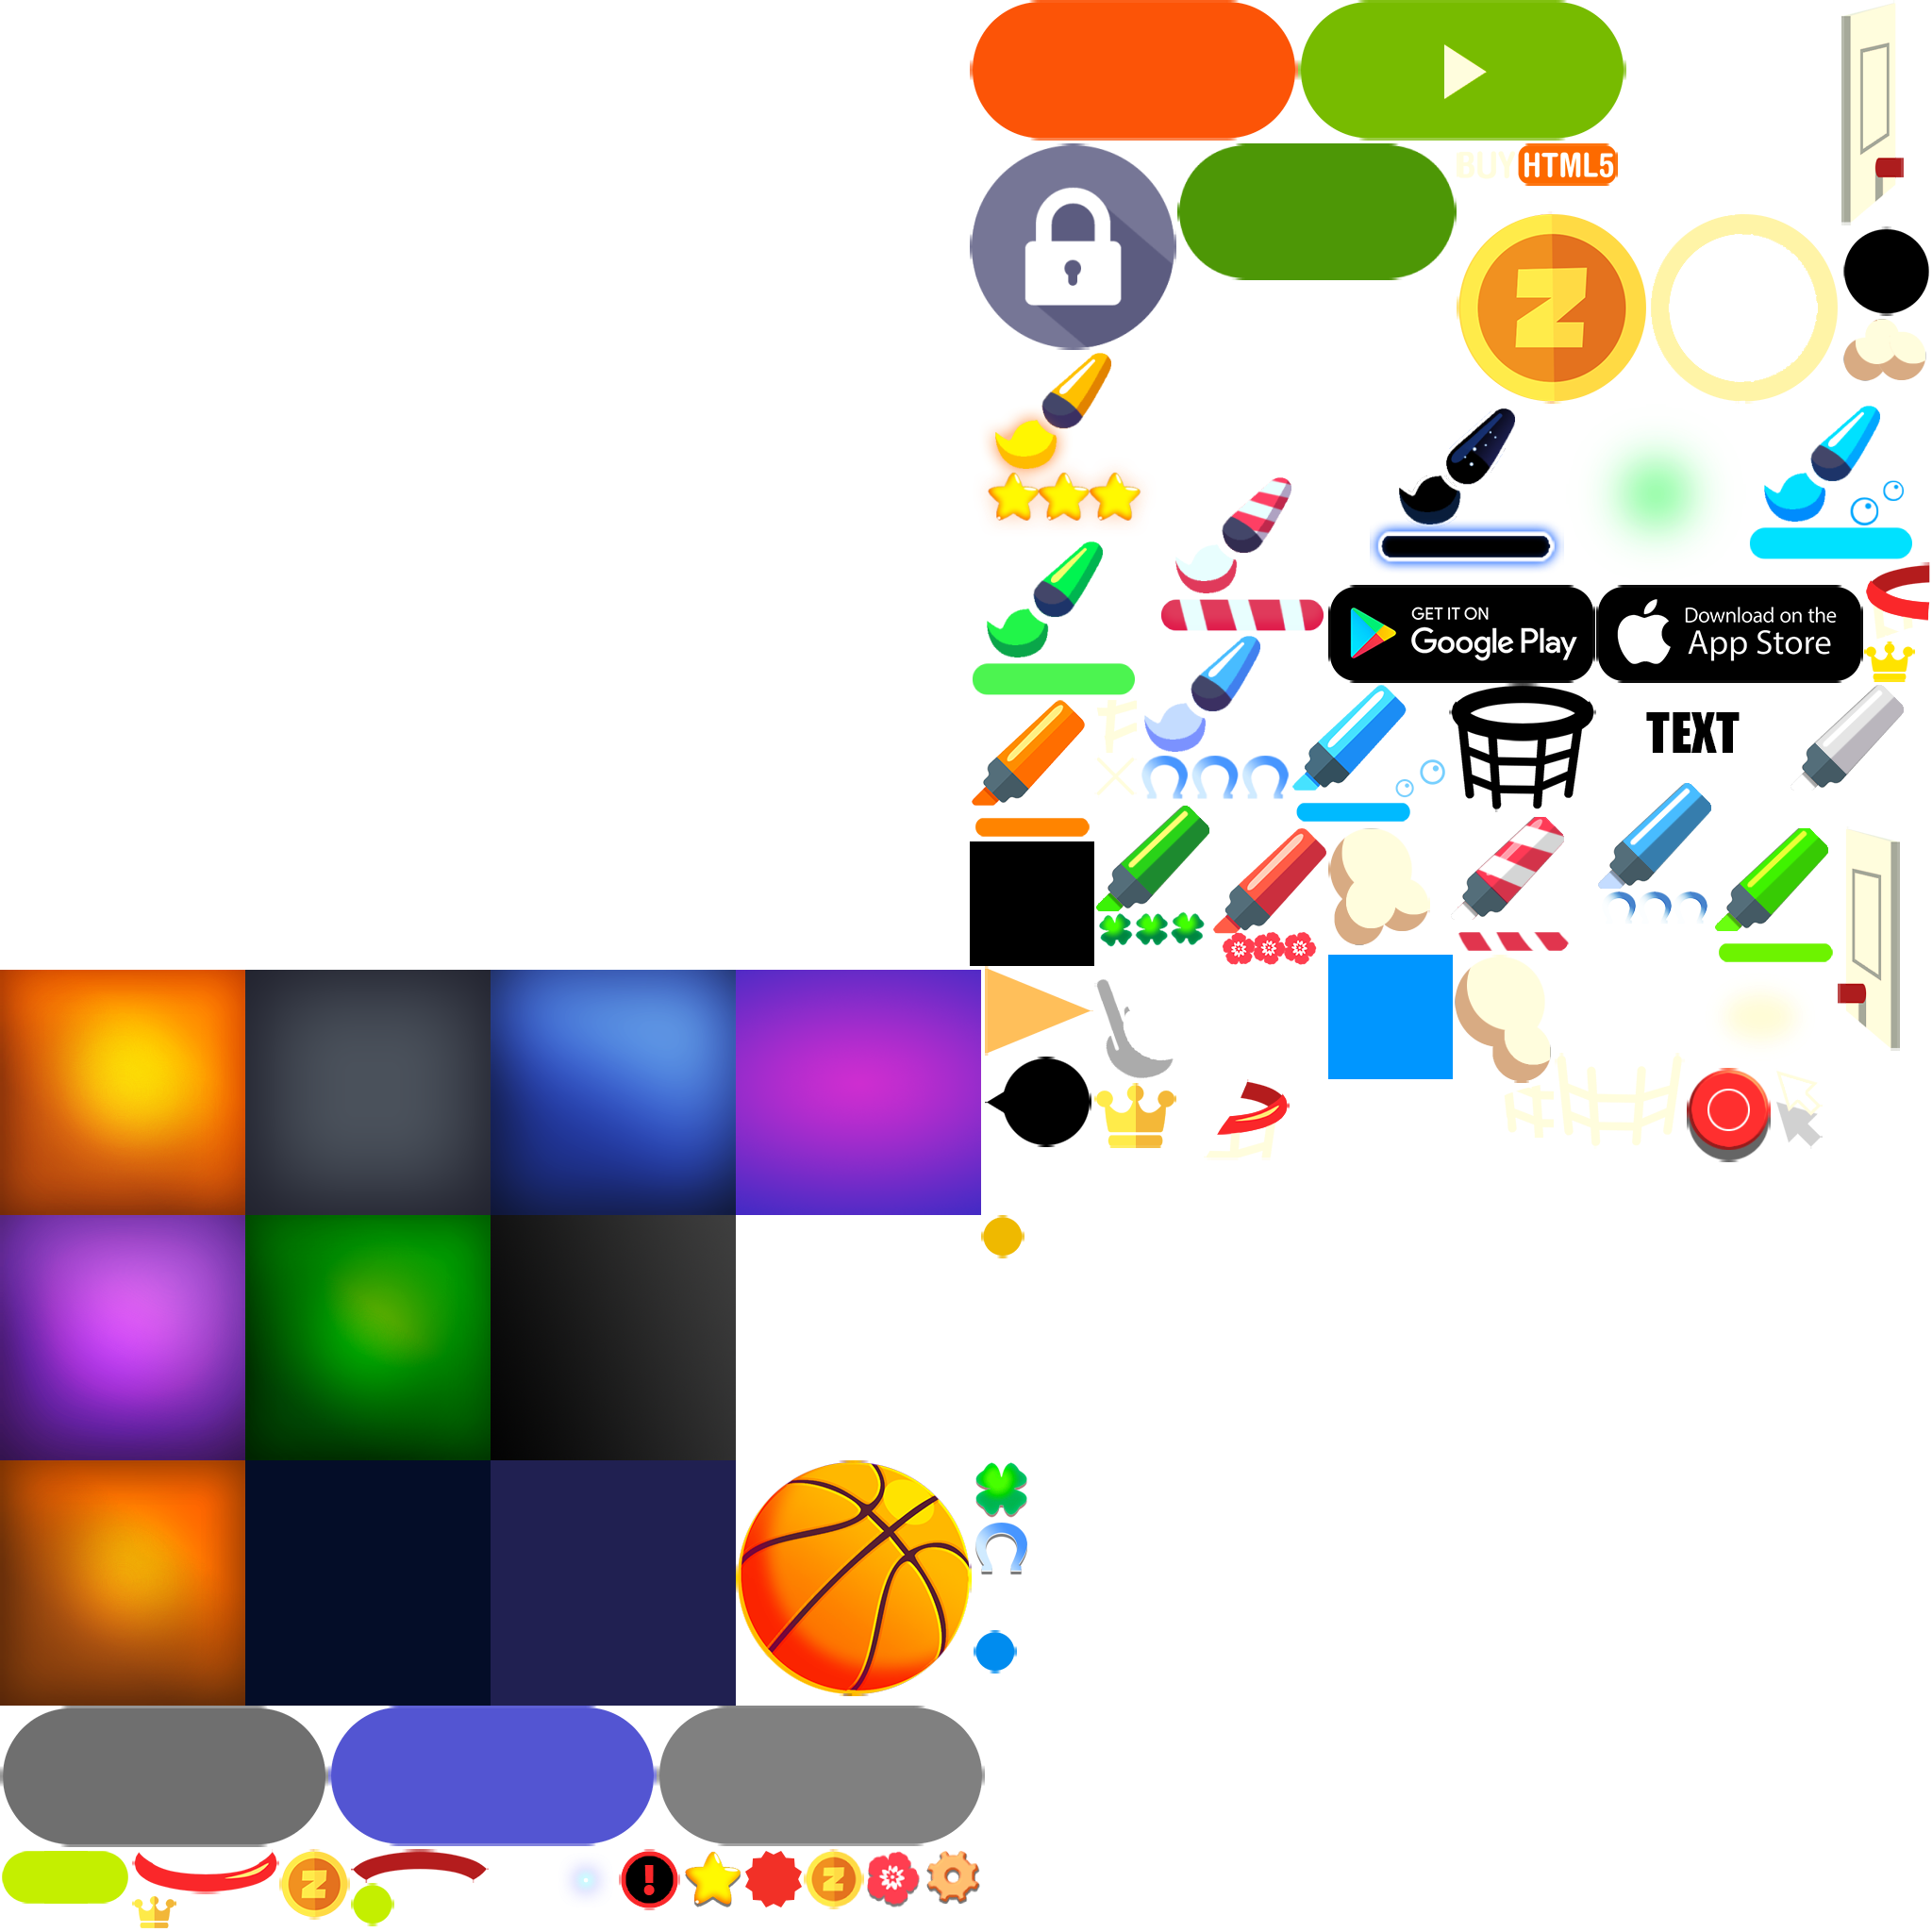 BUY HTML5
GET IT ON
Google Play
Download on the
App Store
TEXT